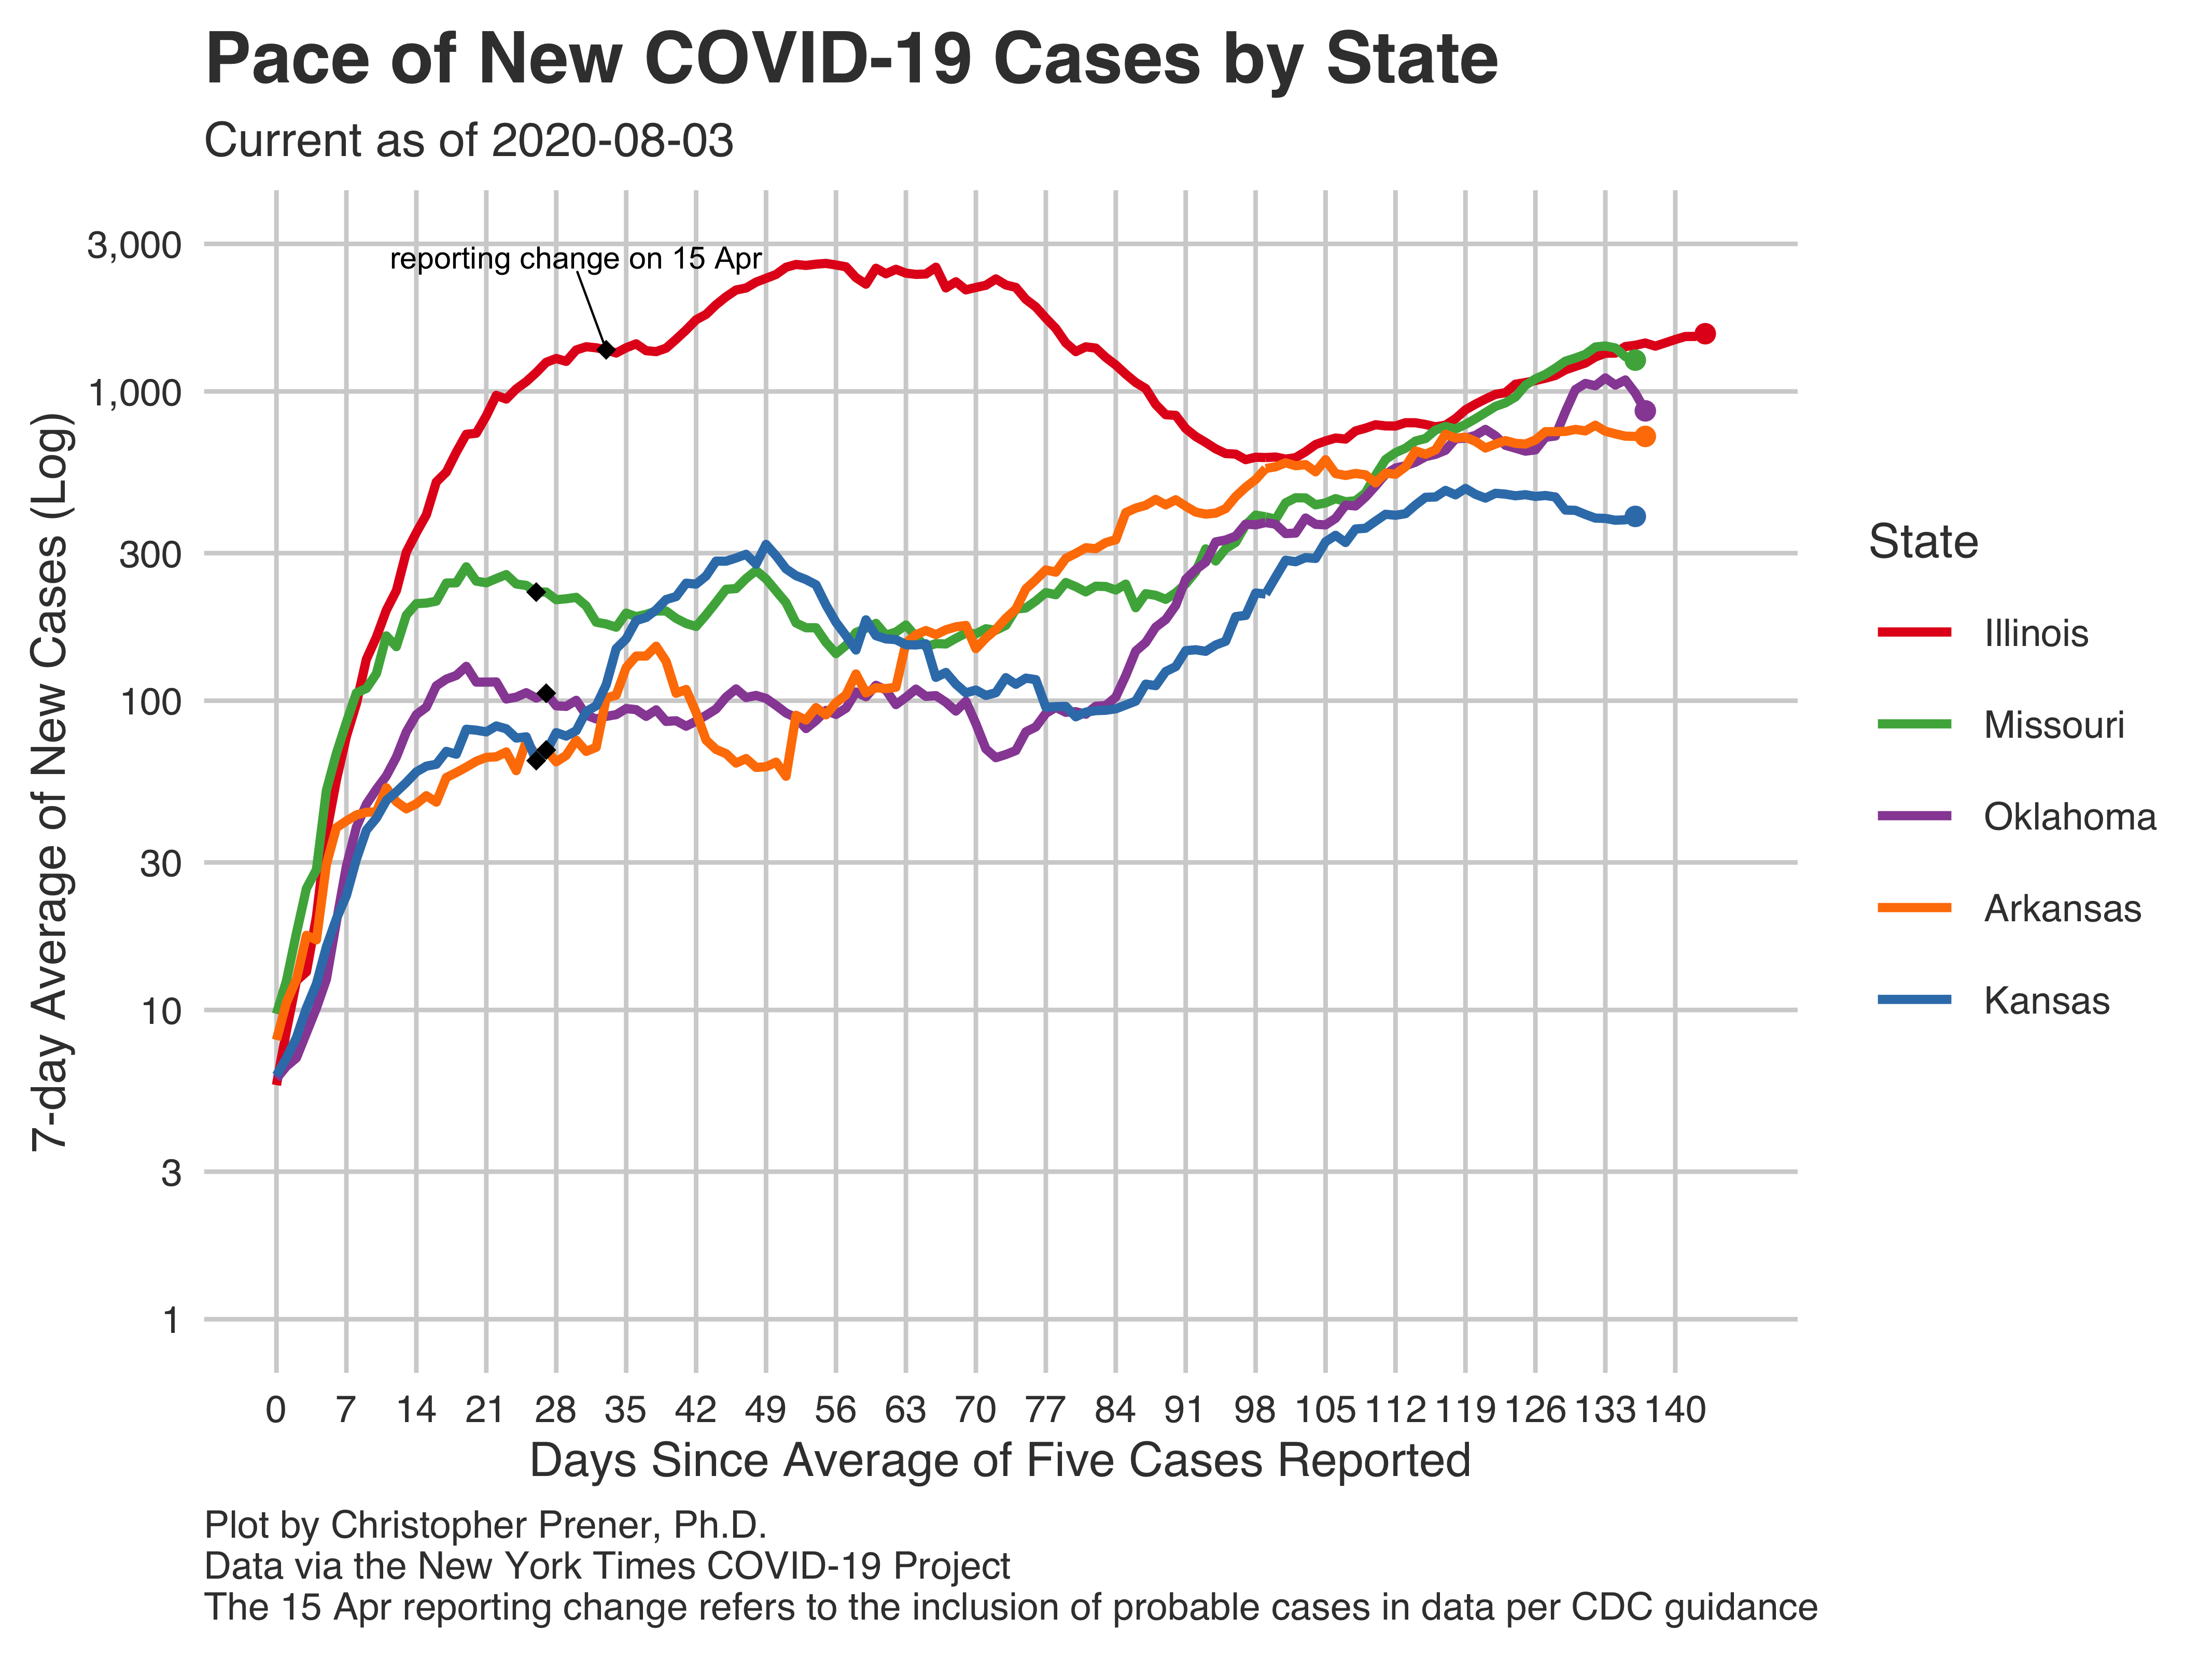 Pace of New COVID-19 Cases by State
Current as of 2020-08-03
7-day Average of New Cases (Log)
3,000
1,000
300
100
30
10
3
1
reporting change on 15 Apr
0 7 14 21 28 35 42 49 56 63 70 77 84 91 98 105 112 119 126 133 140
Days Since Average of Five Cases Reported
State
Illinois
Missouri
Oklahoma
Arkansas
Kansas
Plot by Christopher Prener, Ph.D.
Data via the New York Times COVID-19 Project
The 15 Apr reporting change refers to the inclusion of probable cases in data per CDC guidance